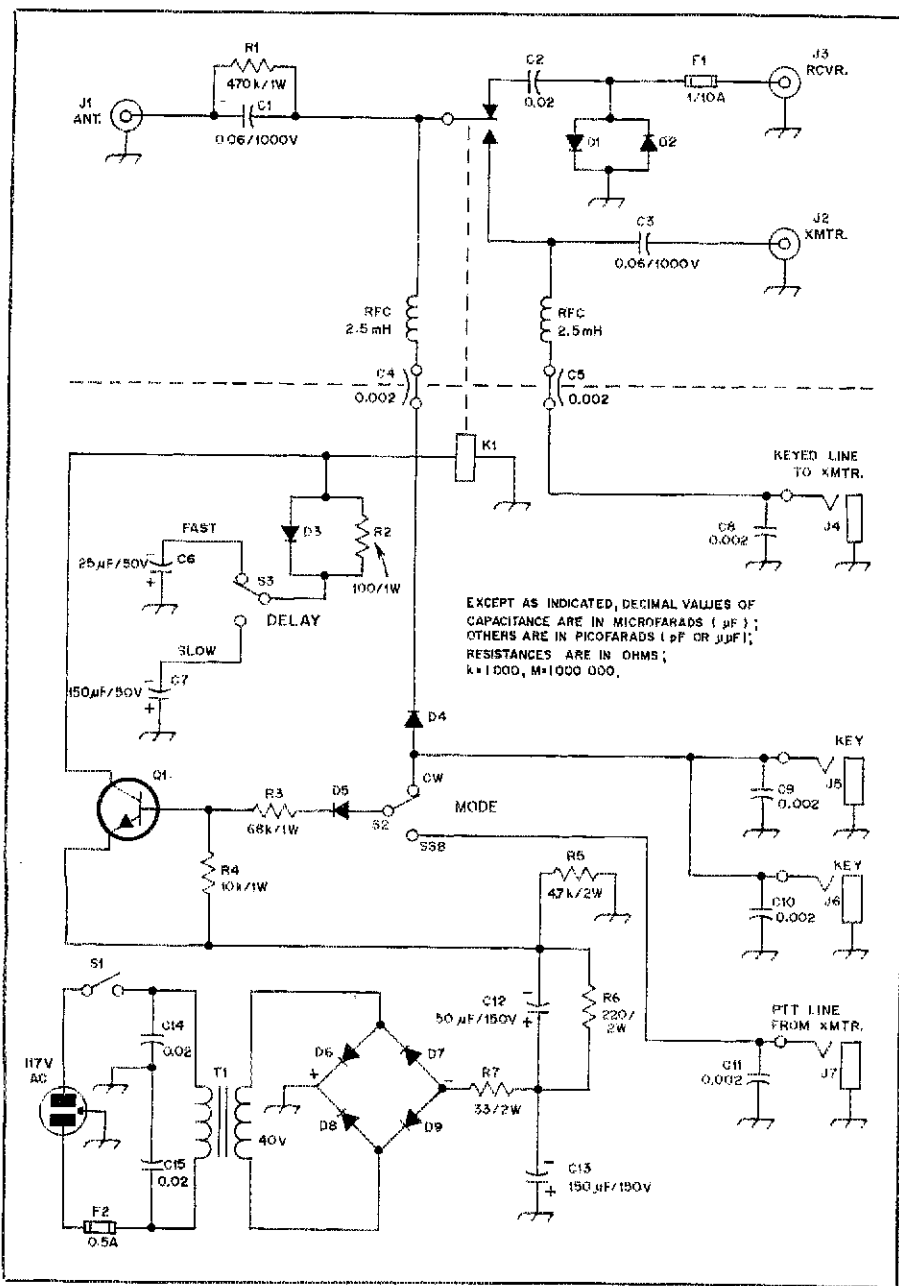 R1
470k/1W
J1
ANT.
C1
0.06/1000V
C2
0.02
F1
1/10A
J3
RCVR.
D1
D2
J2
XMTR.
C3
0.06/1000V
RFC
2.5mH
RFC
2.5mH
C4
0.002
C5
0.002
K1
KEYED LINE
TO XMTR.
J4
C8
0.002
FAST
25µF/50V
C6
D3
R2
100/1W
S3
DELAY
SLOW
150µF/50V
C7
EXCEPT AS INDICATED, DECIMAL VALUES OF
CAPACITANCE ARE IN MICROFARADS ( µF ) ;
OTHERS ARE IN PICOFARADS ( pF OR µµF);
RESISTANCES ARE IN OHMS ;
k=1000, M=1000 000.
D4
CW
MODE
S2
SSB
KEY
J5
C9
0.002
KEY
J6
C10
0.002
Q1
R3
68k/1W
D5
R4
10k/1W
R5
47k/2W
S1
C14
0.02
117V
AC
T1
C15
0.02
F2
0.5A
40V
D6
D7
D8
D9
+
-
R7
33/2W
C12
50µF/150V
R6
220/
2W
C13
150µF/150V
PTT LINE
FROM XMTR.
J7
C11
0.002